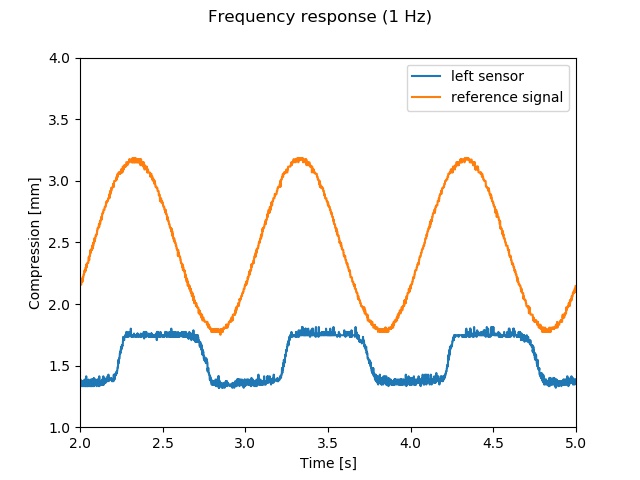 Frequency response (1 Hz)
left sensor
reference signal
Compression [mm]
4.0
3.5
3.0
2.5
2.0
1.5
1.0
2.0
2.5
3.0
3.5
4.0
4.5
5.0
Time [s]